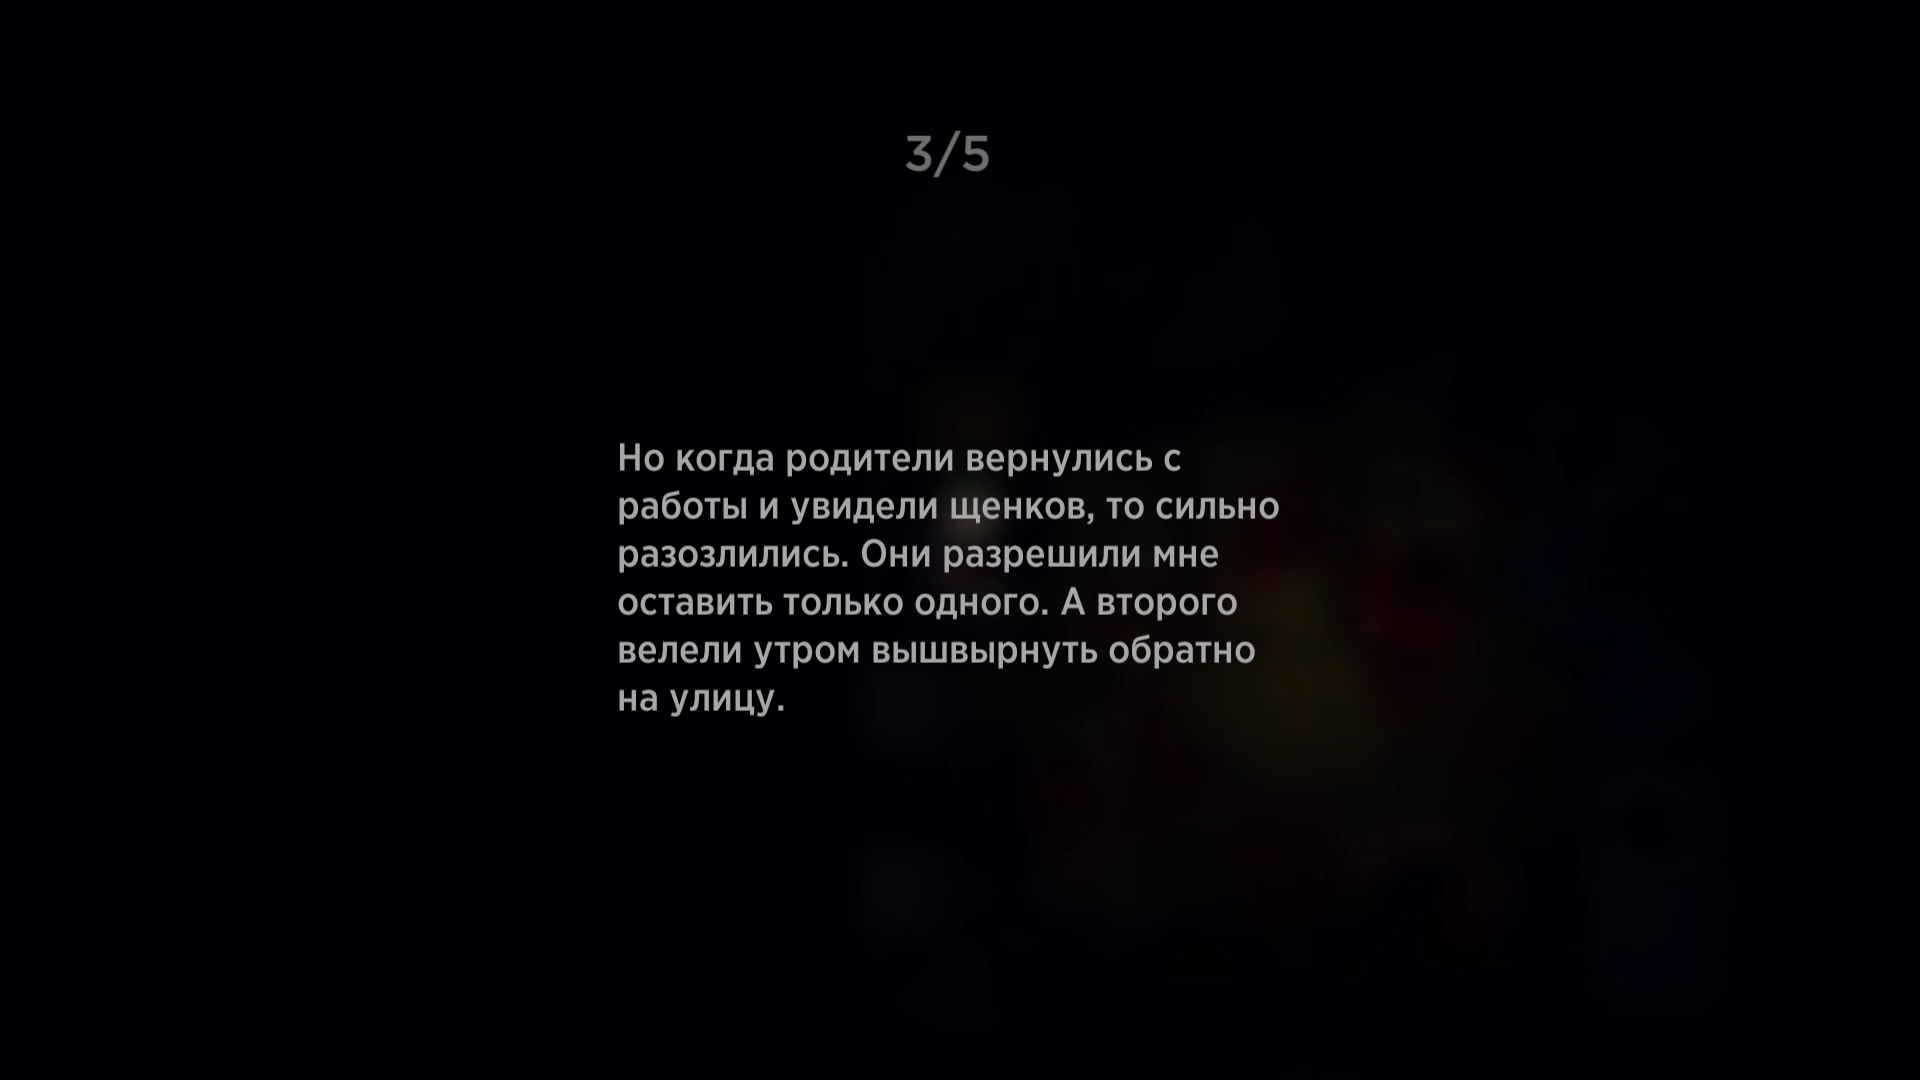 3/5
Но когда родители вернулись с
работы и увидели щенков, то сильно
разозлились. Они разрешили мне
оставить только одного. А второго
велели утром вышвырнуть обратно
на улицу.